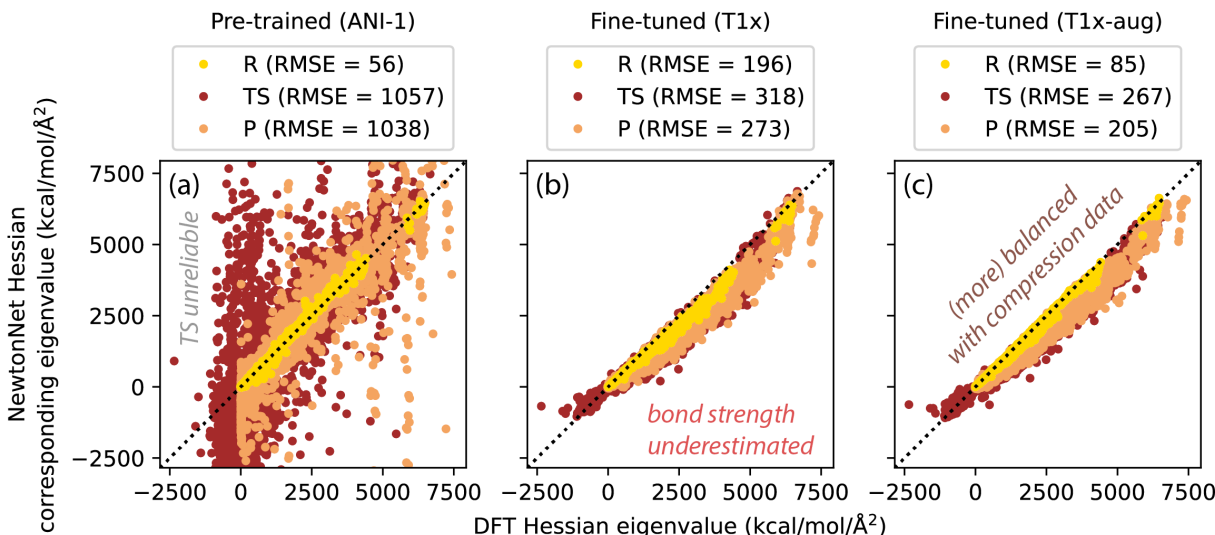 Pre-trained (ANI-1)
R (RMSE = 56)
TS (RMSE = 1057)
P (RMSE = 1038)
Fine-tuned (T1x)
R (RMSE = 196)
TS (RMSE = 318)
P (RMSE = 273)
Fine-tuned (T1x-aug)
R (RMSE = 85)
TS (RMSE = 267)
P (RMSE = 205)
NewtonNet Hessian
corresponding eigenvalue (kcal/mol/Å²)
7500
5000
2500
0
−2500
(a)
TS unreliable
−2500 0 2500 5000 7500
(b)
bond strength
underestimated
−2500 0 2500 5000 7500
(c)
(more) balanced
with compression data
−2500 0 2500 5000 7500
DFT Hessian eigenvalue (kcal/mol/Å²)